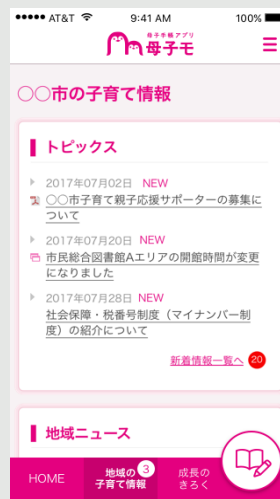 AT&T 9:41 AM 100%
母子手帳アプリ
母子モ
〇〇市の子育て情報
トピックス
2017年07月02日 NEW
〇〇市子育て親子応援サポーターの募集に
ついて
2017年07月20日 NEW
市民総合図書館Aエリアの開館時間が変更
になりました
2017年07月28日 NEW
社会保障・税番号制度（マイナンバー制
度）の紹介について
新着情報一覧へ 20
地域ニュース
HOME
地域の 3
子育て情報
成長の
きろく